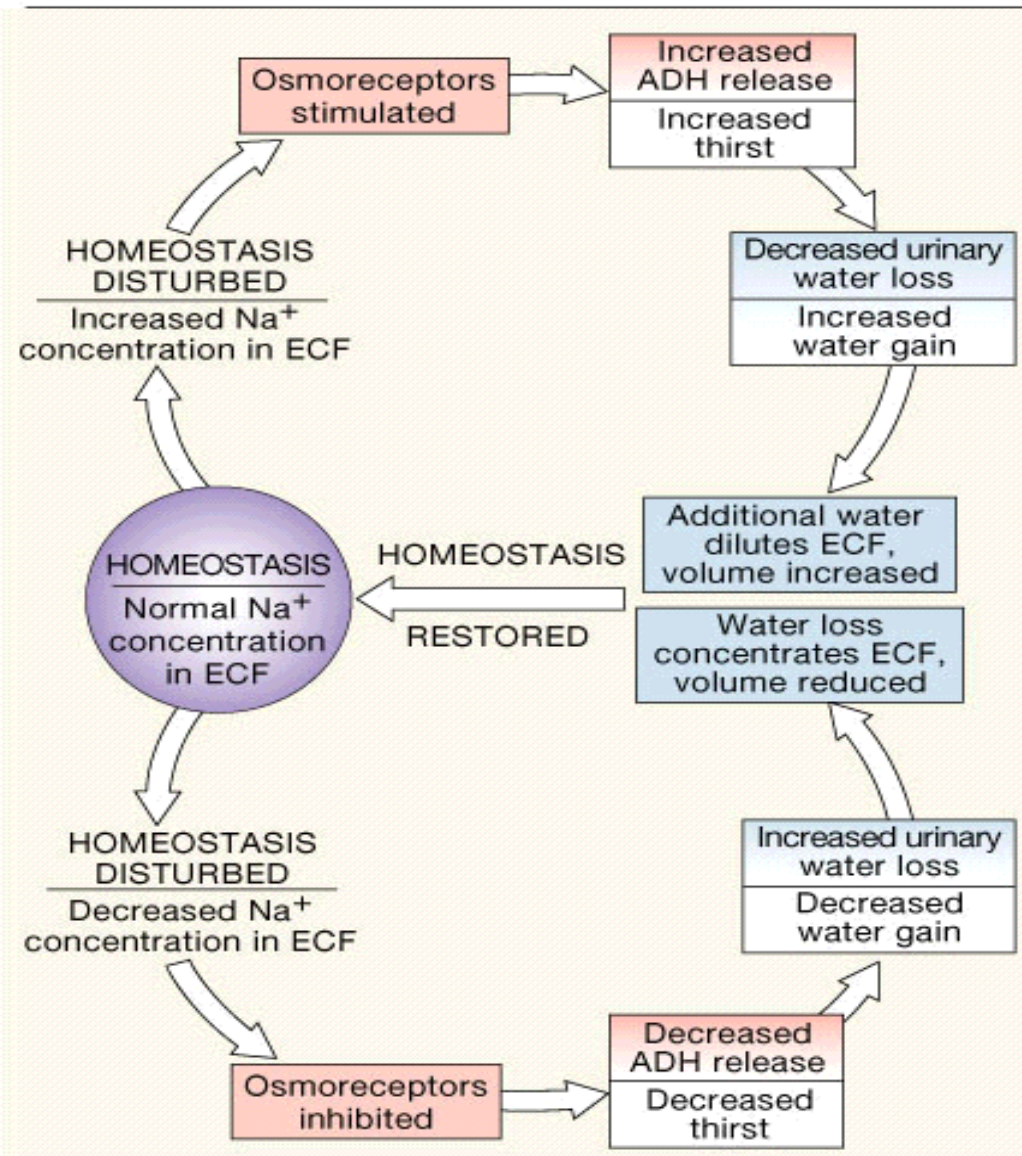 Osmoreceptors
stimulated
Increased
ADH release
Increased
thirst
HOMEOSTASIS
DISTURBED
Increased Na⁺
concentration in ECF
Decreased urinary
water loss
Increased
water gain
Additional water
dilutes ECF,
volume increased
HOMEOSTASIS
RESTORED
HOMEOSTASIS
Normal Na⁺
concentration
in ECF
Water loss
concentrates ECF,
volume reduced
HOMEOSTASIS
DISTURBED
Decreased Na⁺
concentration in ECF
Increased urinary
water loss
Decreased
water gain
Osmoreceptors
inhibited
Decreased
ADH release
Decreased
thirst